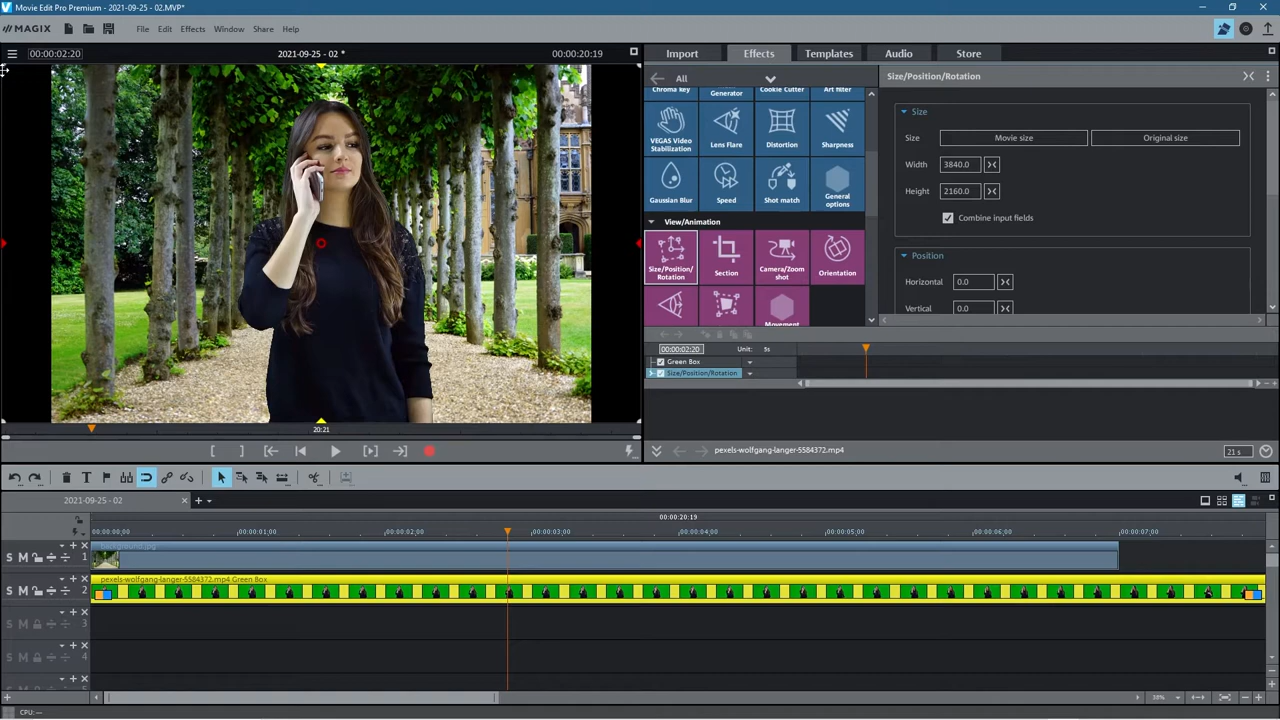 Movie Edit Pro Premium - 2021-09-25 - 02.MVP*
MAGIX
File Edit Effects Window Share Help
00:00:02:20
2021-09-25 - 02 *
00:00:20:19
20:21
Import Effects Templates Audio Store
All
Chroma key Generator Cookie Cutter Art filter
VEGAS Video Stabilization
Lens Flare
Distortion
Sharpness
Gaussian Blur
Speed
Shot match
General options
View/Animation
Size/Position/Rotation
Section
Camera/Zoom shot
Orientation
Movement
Size/Position/Rotation
Size
Size Movie size Original size
Width 3840.0
Height 2160.0
Combine input fields
Position
Horizontal 0.0
Vertical 0.0
00:00:02:20 Unit: 5s
Green Box
Size/Position/Rotation
pexels-wolfgang-langer-5584372.mp4
21 s
2021-09-25 - 02
00:00:20:19
00:00:00:00 00:00:01:00 00:00:02:00 00:00:03:00 00:00:04:00 00:00:05:00 00:00:06:00 00:00:07:00
S M 1
background.jpg
S M 2
pexels-wolfgang-langer-5584372.mp4 Green Box
S M 3
S M 4
38%
CPU: —